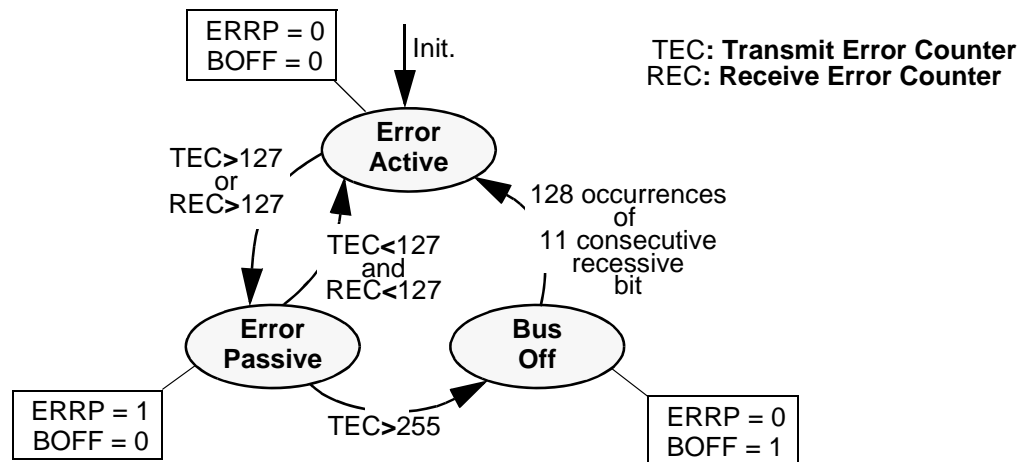 ERRP = 0
BOFF = 0
Init.
TEC: Transmit Error Counter
REC: Receive Error Counter
Error
Active
TEC>127
or
REC>127
TEC<127
and
REC<127
128 occurrences
of
11 consecutive
recessive
bit
Error
Passive
Bus
Off
ERRP = 1
BOFF = 0
TEC>255
ERRP = 0
BOFF = 1